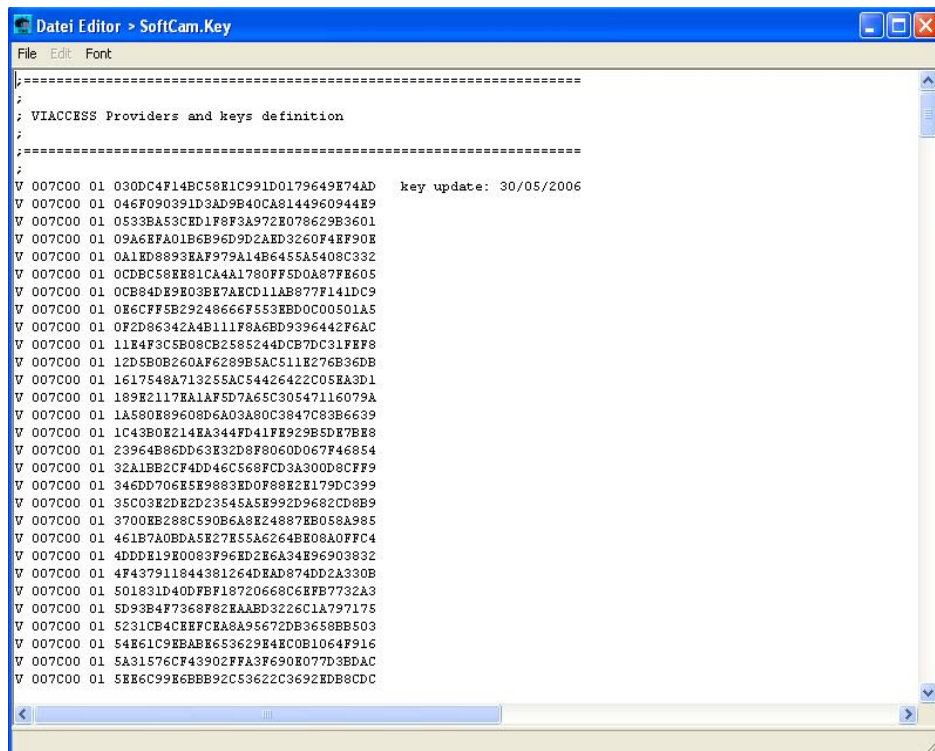 Datei Editor > SoftCam.Key
File Edit Font
;=====================================================================
;
; VIACCESS Providers and keys definition
;
;=====================================================================
;
V 007C00 01 030DC4F14BC58E1C991D0179649E74AD key update: 30/05/2006
V 007C00 01 046F090391D3AD9B40CA8144960944E9
V 007C00 01 0533BA53CED1F8F3A972E078629B3601
V 007C00 01 09A6EFA01B6B96D9D2AED3260F4EF90E
V 007C00 01 0A1ED8893EAF979A14B6455A5408C332
V 007C00 01 0CDBC58EE81CA4A1780FF5D0A87FE605
V 007C00 01 0CB84DE9E03BE7AECD11AB877F141DC9
V 007C00 01 0E6CFF5B29248666F553EBD0C00501A5
V 007C00 01 0F2D86342A4B111F8A6BD9396442F6AC
V 007C00 01 11E4F3C5B08CB2585244DCB7DC31FEF8
V 007C00 01 12D5B0B260AF6289B5AC511E276B36DB
V 007C00 01 1617548A713255AC54426422C05EA3D1
V 007C00 01 189E2117EA1AF5D7A65C30547116079A
V 007C00 01 1A580E89608D6A03A80C3847C83B6639
V 007C00 01 1C43B0E214EA344FD41FE929B5DE7BE8
V 007C00 01 23964B86DD63E32D8F8060D067F46854
V 007C00 01 32A1BB2CF4DD46C568FCD3A300D8CFF9
V 007C00 01 346DD706E5E9883ED0F88E2E179DC399
V 007C00 01 35C03E2DE2D23545A5E992D9682CD8B9
V 007C00 01 3700EB288C590B6A8E24887EB058A985
V 007C00 01 461B7A0BDA5E27E55A6264BE08A0FFC4
V 007C00 01 4DDDE19E0083F96ED2E6A34E96903832
V 007C00 01 4F437911844381264DEAD874DD2A330B
V 007C00 01 501831D40DFBF18720668C6EFB7732A3
V 007C00 01 5D93B4F7368F82EAABD3226C1A797175
V 007C00 01 5231CB4CEEFCEA8A95672DB3658BB503
V 007C00 01 54E61C9EBABE653629E4EC0B1064F916
V 007C00 01 5A31576CF43902FFA3F690E077D3BDAC
V 007C00 01 5EE6C99E6BBB92C53622C3692EDB8CDC